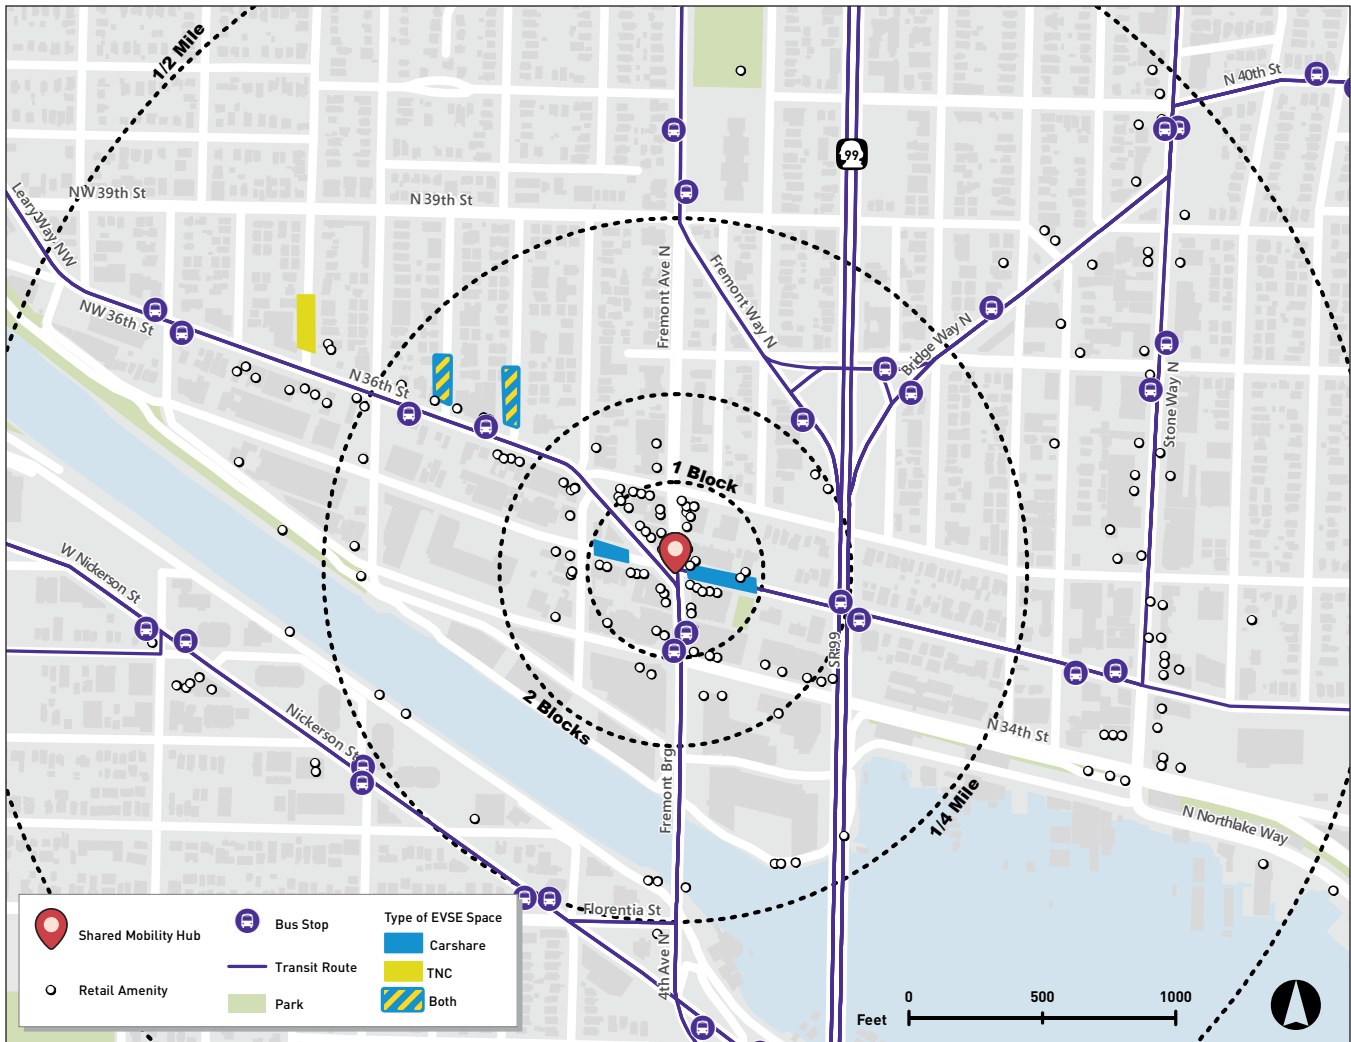 1/2 Mile
N 40th St
99
NW 39th St
N 39th St
Leary Way NW
Fremont Ave N
Fremont Way N
NW 36th St
Bridge Way N
N 36th St
Stone Way N
1 Block
W Nickerson St
SR 99
2 Blocks
Nickerson St
N 34th St
Fremont Brg
1/4 Mile
N Northlake Way
Florentia St
4th Ave N
Shared Mobility Hub
Retail Amenity
Bus Stop
Transit Route
Park
Type of EVSE Space
Carshare
TNC
Both
0 500 1000
Feet